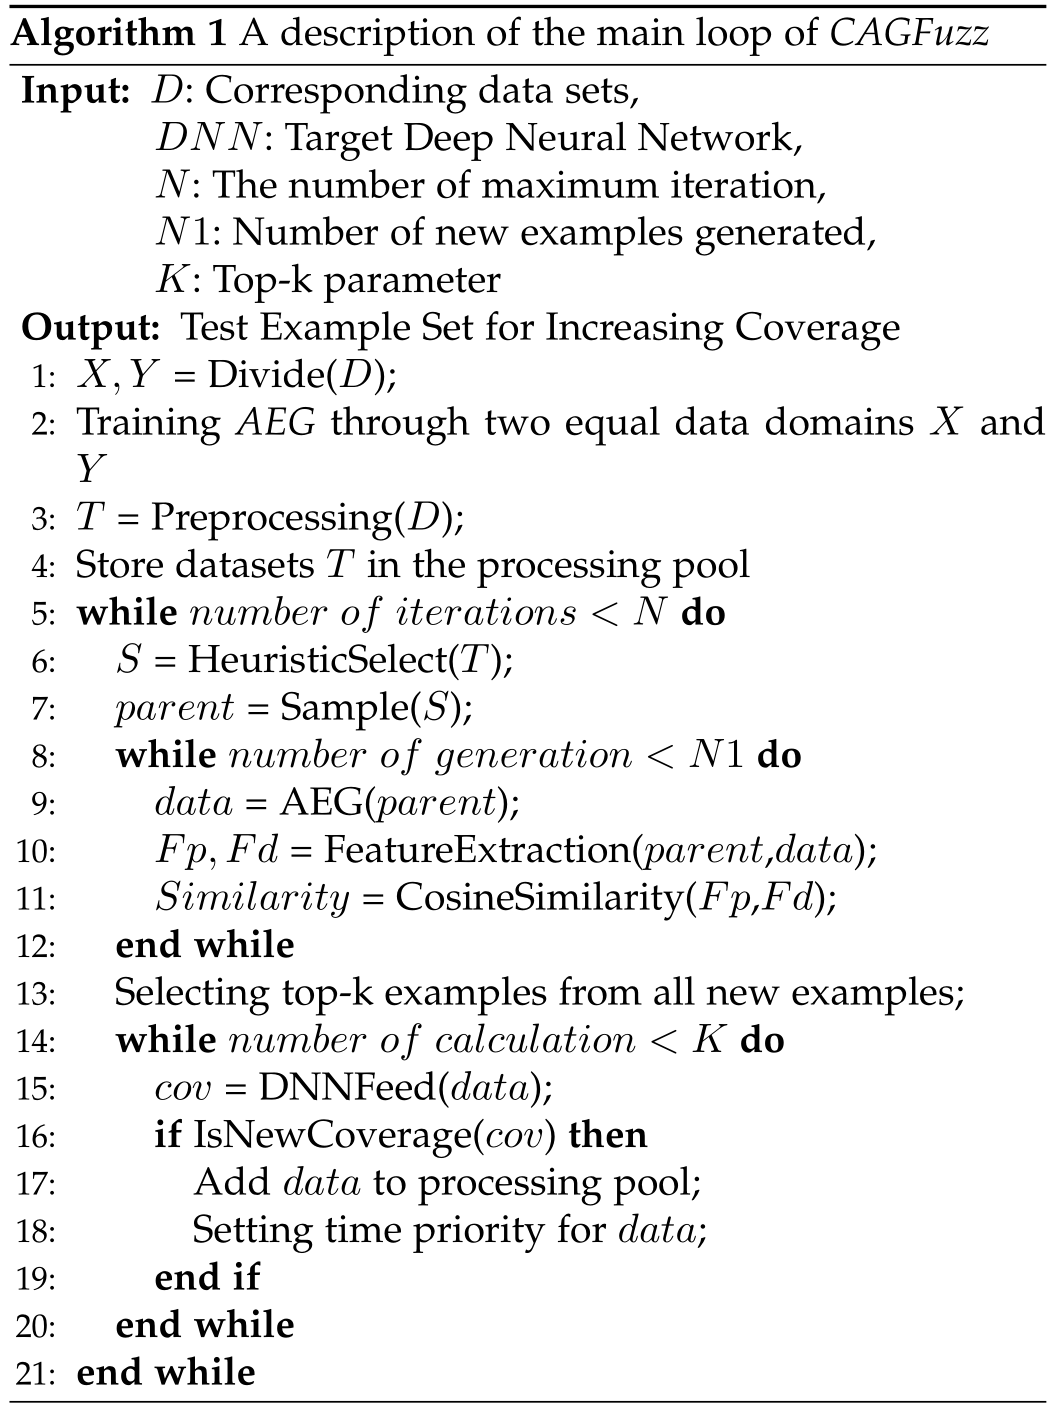 Algorithm 1 A description of the main loop of CAGFuzz
Input: D: Corresponding data sets,
DNN: Target Deep Neural Network,
N: The number of maximum iteration,
N1: Number of new examples generated,
K: Top-k parameter
Output: Test Example Set for Increasing Coverage
1: X, Y = Divide(D);
2: Training AEG through two equal data domains X and
Y
3: T = Preprocessing(D);
4: Store datasets T in the processing pool
5: while number of iterations < N do
6: S = HeuristicSelect(T);
7: parent = Sample(S);
8: while number of generation < N1 do
9: data = AEG(parent);
10: Fp, Fd = FeatureExtraction(parent,data);
11: Similarity = CosineSimilarity(Fp,Fd);
12: end while
13: Selecting top-k examples from all new examples;
14: while number of calculation < K do
15: cov = DNNFeed(data);
16: if IsNewCoverage(cov) then
17: Add data to processing pool;
18: Setting time priority for data;
19: end if
20: end while
21: end while